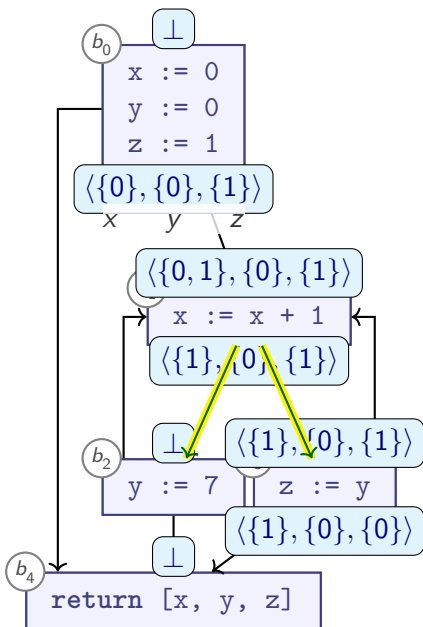 ⊥
b₀
x := 0
y := 0
z := 1
⟨{0}, {0}, {1}⟩
x y z
⟨{0, 1}, {0}, {1}⟩
x := x + 1
⟨{1}, {0}, {1}⟩
⊥
⟨{1}, {0}, {1}⟩
b₂
y := 7
z := y
⟨{1}, {0}, {0}⟩
⊥
b₄
return [x, y, z]